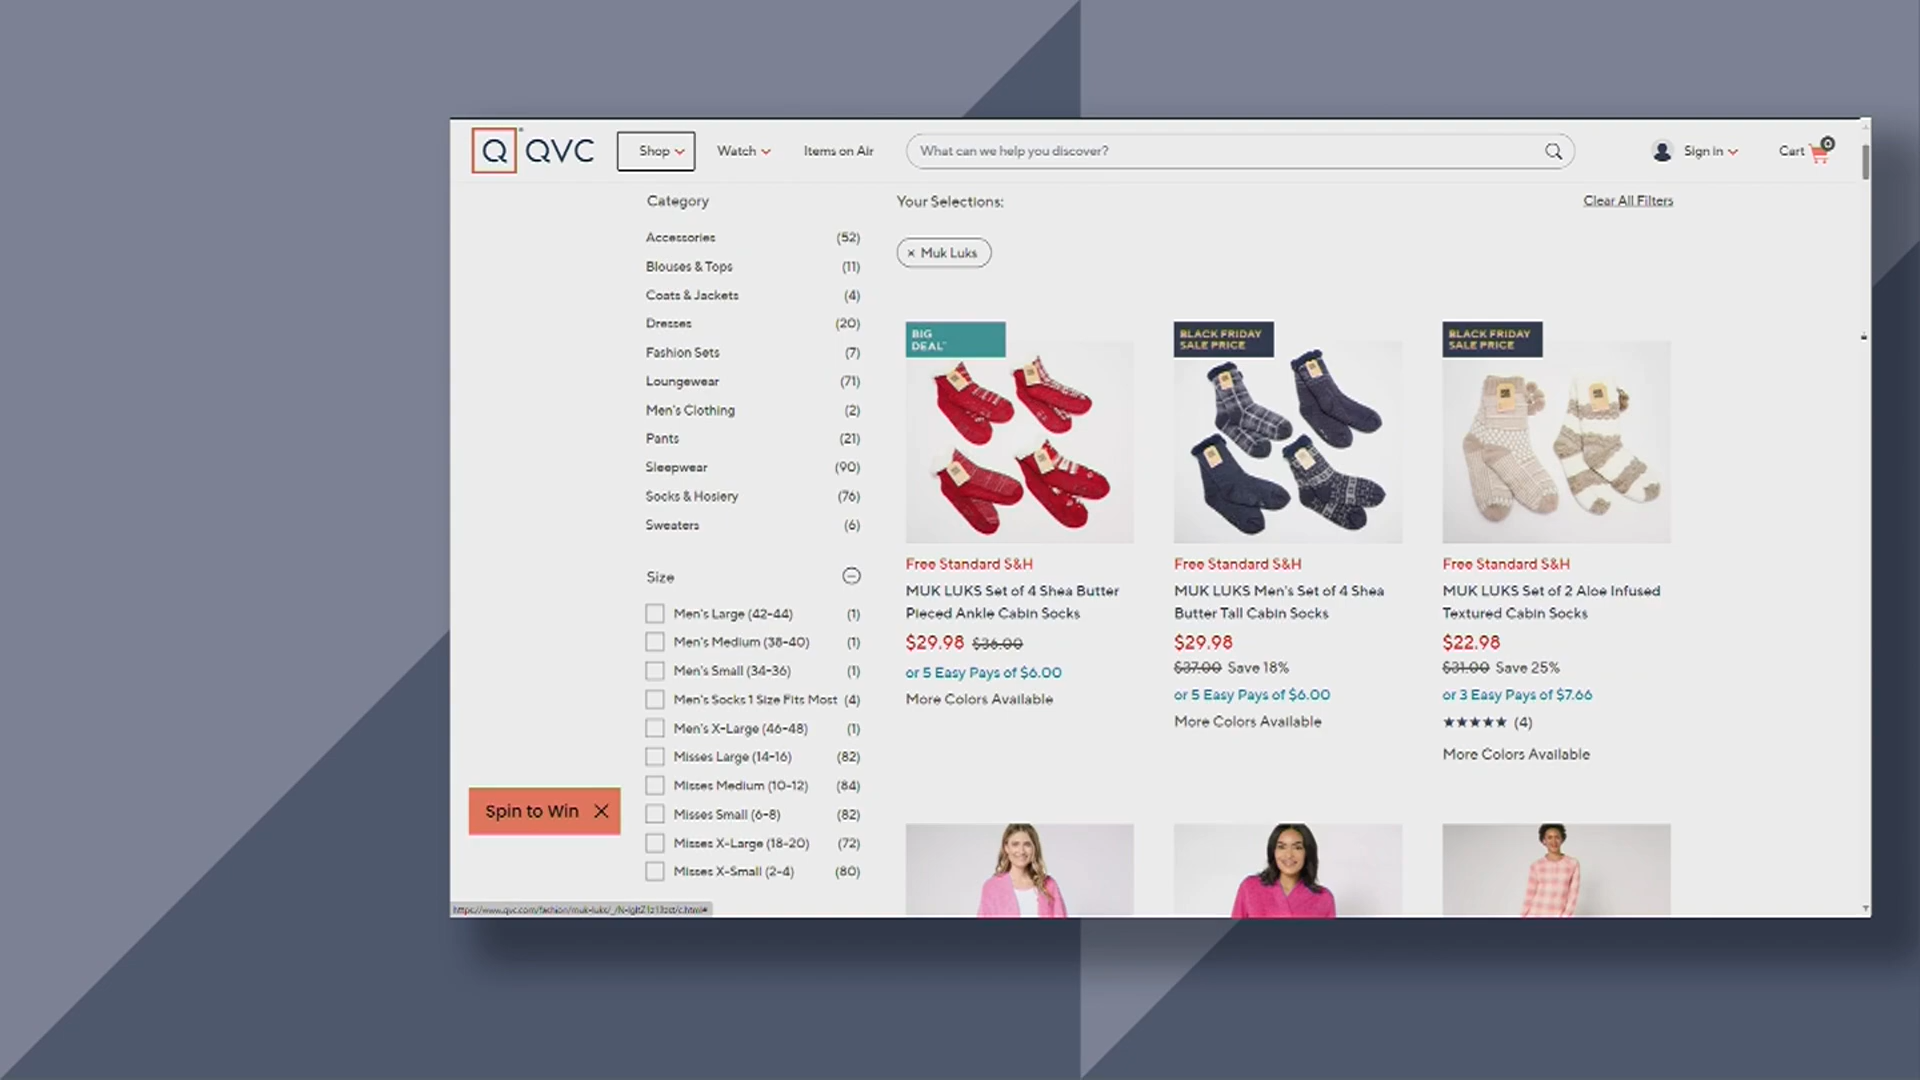 Q QVC
Shop
Watch
Items on Air
What can we help you discover?
Sign in
Cart
0
Category
Accessories (52)
Blouses & Tops (11)
Coats & Jackets (4)
Dresses (20)
Fashion Sets (7)
Loungewear (71)
Men's Clothing (2)
Pants (21)
Sleepwear (90)
Socks & Hosiery (76)
Sweaters (6)
Size
Men's Large (42-44) (1)
Men's Medium (38-40) (1)
Men's Small (34-36) (1)
Men's Socks 1 Size Fits Most (4)
Men's X-Large (46-48) (1)
Misses Large (14-16) (82)
Misses Medium (10-12) (84)
Misses Small (6-8) (82)
Misses X-Large (18-20) (72)
Misses X-Small (2-4) (80)
Spin to Win
Your Selections:
Clear All Filters
× Muk Luks
BIG
DEAL™
Free Standard S&H
MUK LUKS Set of 4 Shea Butter
Pieced Ankle Cabin Socks
$29.98 $36.00
or 5 Easy Pays of $6.00
More Colors Available
BLACK FRIDAY
SALE PRICE
Free Standard S&H
MUK LUKS Men's Set of 4 Shea
Butter Tall Cabin Socks
$29.98
$37.00 Save 18%
or 5 Easy Pays of $6.00
More Colors Available
BLACK FRIDAY
SALE PRICE
Free Standard S&H
MUK LUKS Set of 2 Aloe Infused
Textured Cabin Socks
$22.98
$31.00 Save 25%
or 3 Easy Pays of $7.66
★★★★★ (4)
More Colors Available